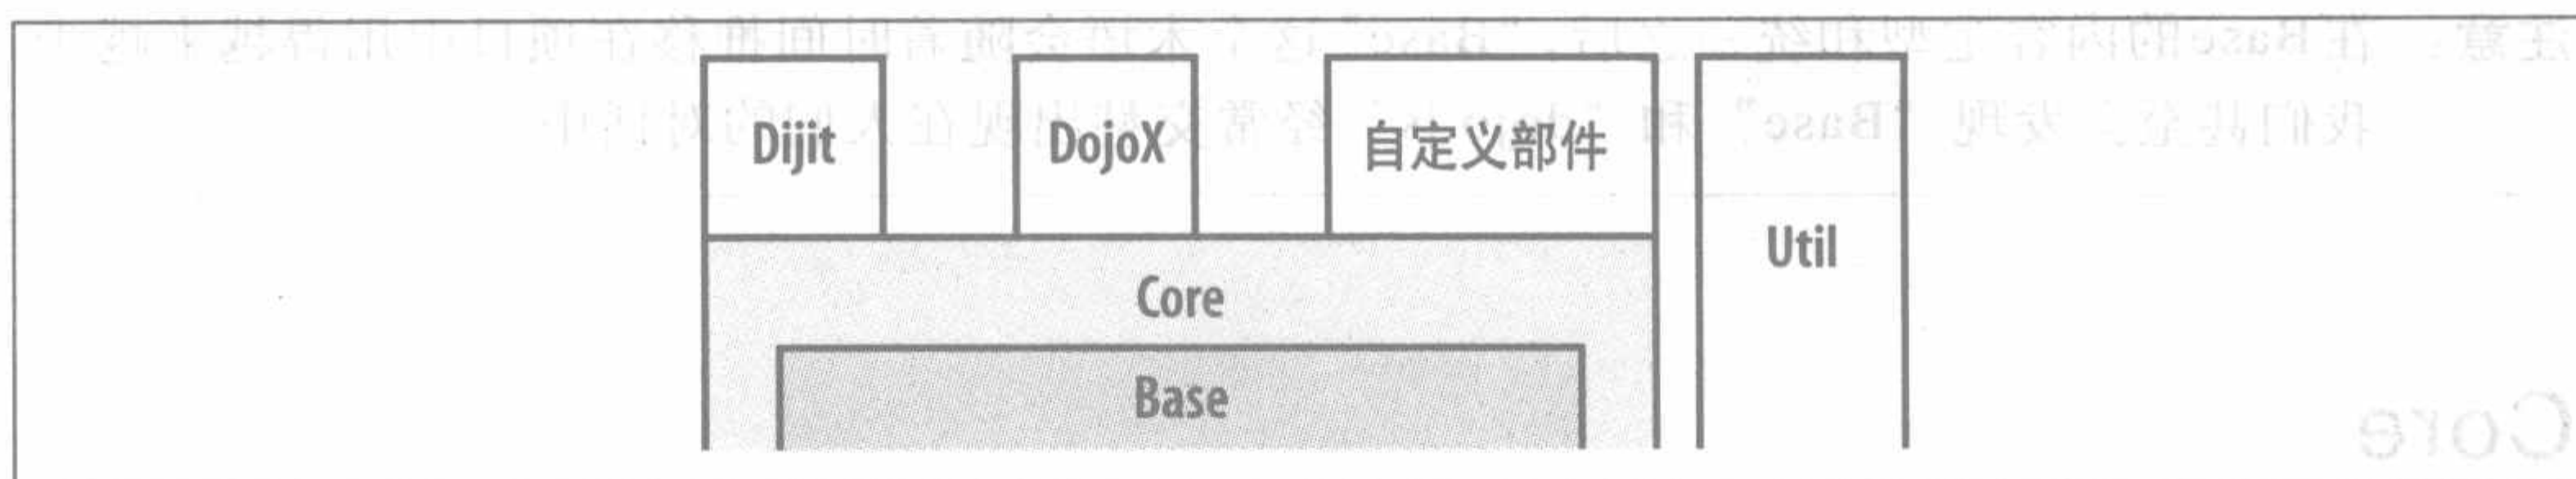 Dijit
DojoX
自定义部件
Util
Core
Base